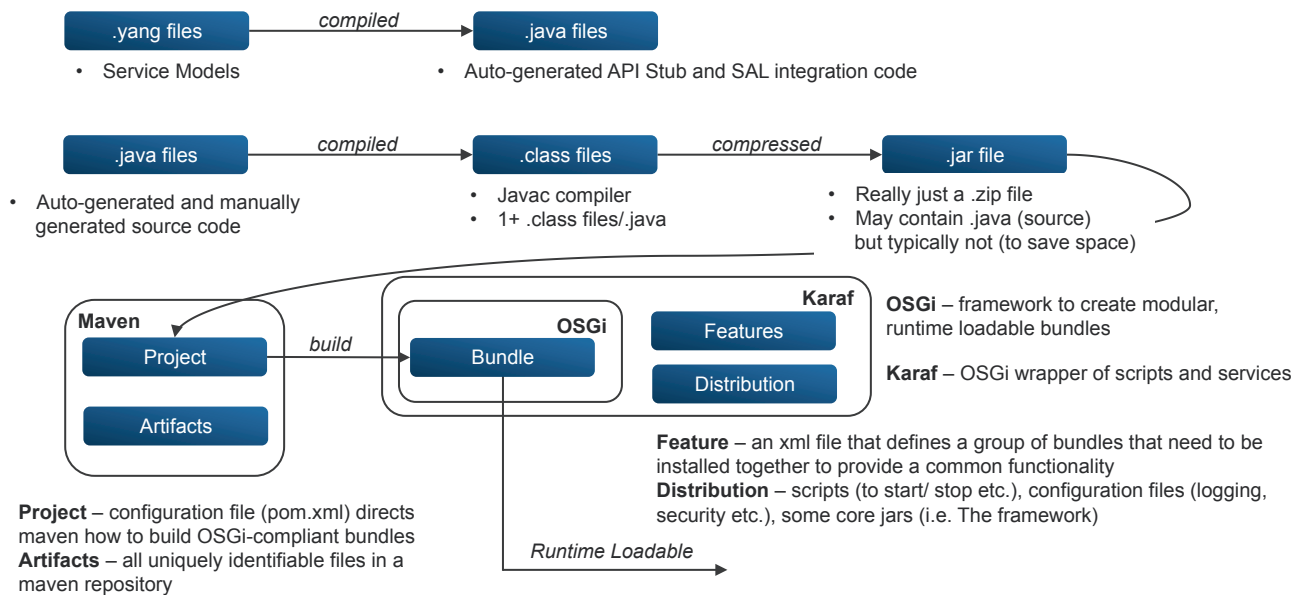 .yang files
compiled
.java files
• Service Models
• Auto-generated API Stub and SAL integration code
.java files
compiled
.class files
compressed
.jar file
• Auto-generated and manually
generated source code
• Javac compiler
• 1+ .class files/.java
• Really just a .zip file
• May contain .java (source)
but typically not (to save space)
Maven
Project
Artifacts
build
Karaf
OSGi
Bundle
Features
Distribution
OSGi – framework to create modular,
runtime loadable bundles
Karaf – OSGi wrapper of scripts and services
Feature – an xml file that defines a group of bundles that need to be
installed together to provide a common functionality
Distribution – scripts (to start/ stop etc.), configuration files (logging,
security etc.), some core jars (i.e. The framework)
Project – configuration file (pom.xml) directs
maven how to build OSGi-compliant bundles
Artifacts – all uniquely identifiable files in a
maven repository
Runtime Loadable